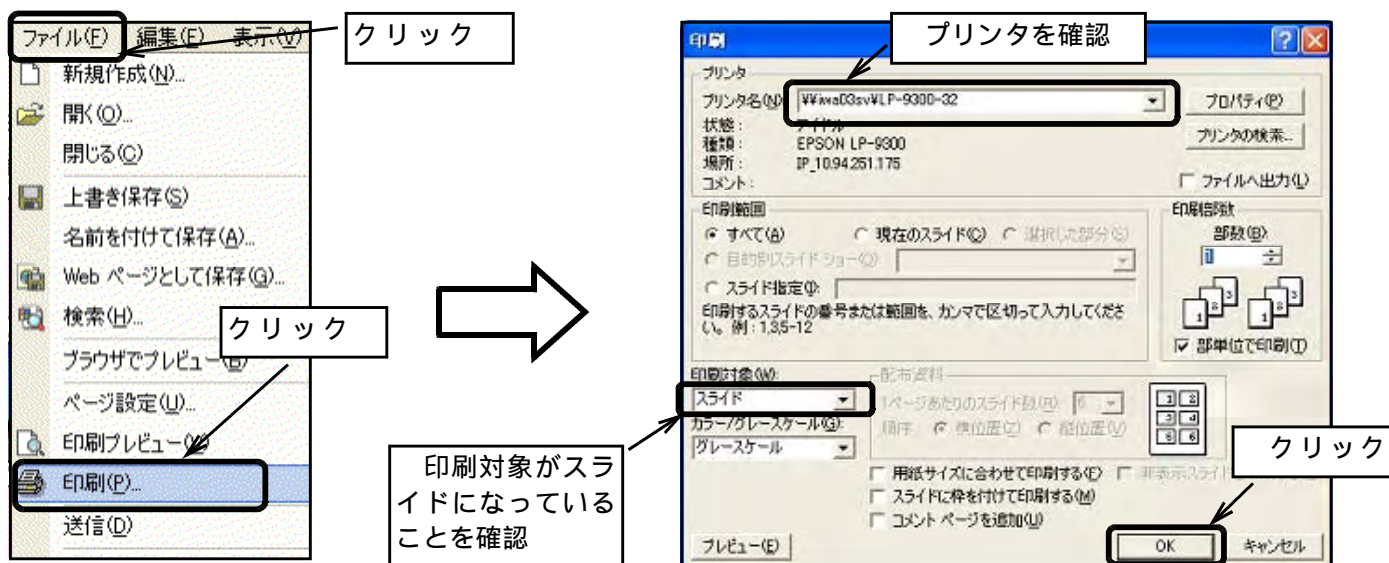 ファイル(F) 編集(E) 表示(V)
クリック
新規作成(N)...
開く(O)...
閉じる(C)
上書き保存(S)
名前を付けて保存(A)...
Web ページとして保存(G)...
検索(H)...
クリック
ブラウザでプレビュー(B)
ページ設定(U)...
印刷プレビュー(V)
印刷(P)...
送信(D)
プリンタを確認
印刷
プリンタ
プリンタ名(N): ¥¥iwa03sv¥LP-9300-32
プロパティ(P)
状態: アイドル
種類: EPSON LP-9300
プリンタの検索...
場所: IP_10.94.251.175
コメント:
ファイルへ出力(L)
印刷範囲
すべて(A) 現在のスライド(C) 選択した部分(S)
目的別スライド ショー(O)
スライド指定(I):
印刷するスライドの番号または範囲を、カンマで区切って入力してくださ
い。例 : 1,3,5-12
印刷部数
部数(B):
1
1 2 3 1 2 3
部単位で印刷(T)
印刷対象(W):
スライド
カラー/グレースケール(G):
グレースケール
配布資料
1ページあたりのスライド数(R): 6
順序: 横位置(Z) 縦位置(V)
1 2
3 4
5 6
印刷対象がスラ
イドになっている
ことを確認
用紙サイズに合わせて印刷する(F) 非表示スライド
スライドに枠を付けて印刷する(M)
コメント ページを追加(U)
クリック
プレビュー(E)
OK キャンセル